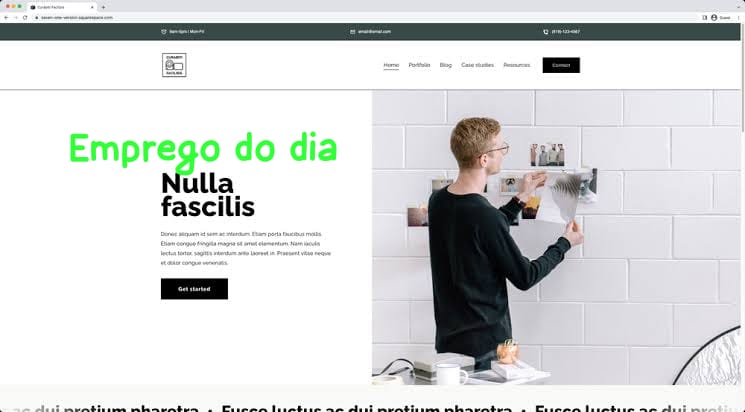 Curabitr Facilisis
seven-site-version.squarespace.com
Guest
9am-5pm | Mon-Fri
email@email.com
(819)-123-4567
CURABITR
FACILISIS
Home
Portfolio
Blog
Case studies
Resources
Contact
Emprego do dia
Nulla
fascilis
Donec aliquam id sem ac interdum. Etiam porta faucibus mollis.
Etiam congue fringilla magna sit amet elementum. Nam iaculis
lectus tortor, sagittis interdum ante laoreet in. Praesent vitae neque
et dolor congue venenatis.
Get started
ac dui pretium pharetra • Fusce luctus ac dui pretium pharetra • Fusce luctus ac dui pretiu